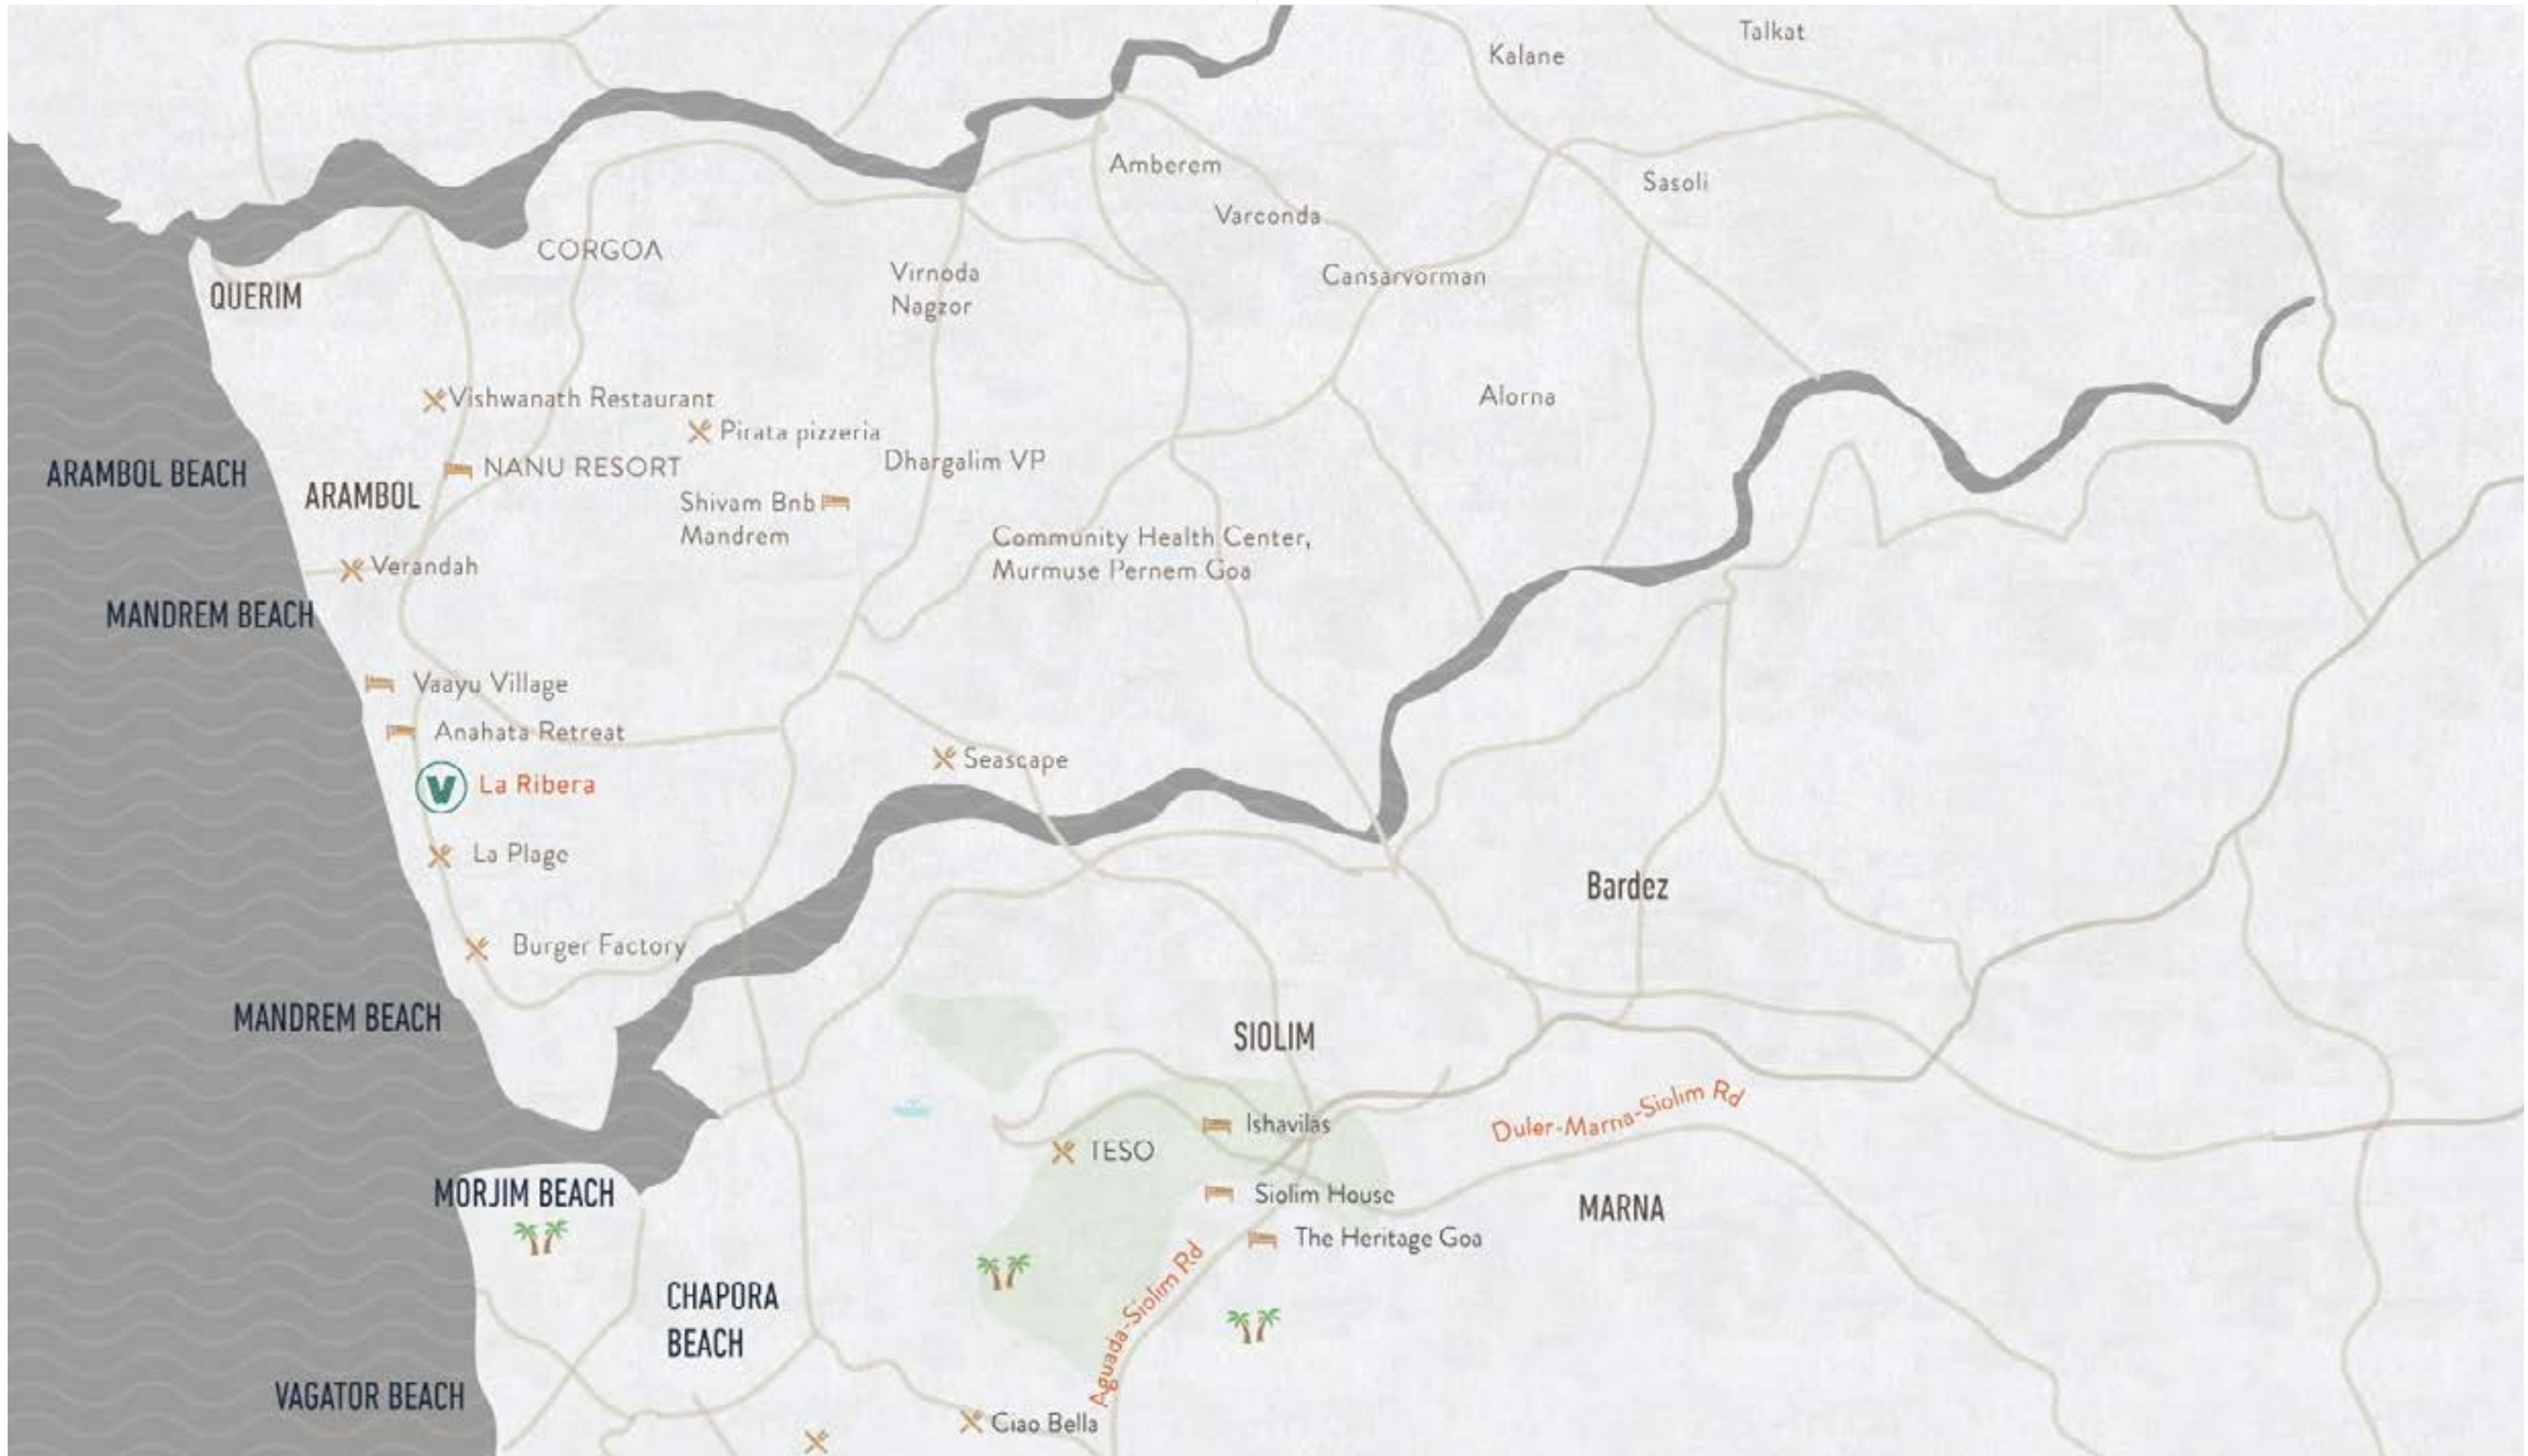 Talkat
Kalane
Amberem
Sasoli
Varconda
CORGOA
Virnoda
Nagzor
Cansarvorman
QUERIM
Vishwanath Restaurant
Alorna
Pirata pizzeria
Dhargalim VP
NANU RESORT
ARAMBOL BEACH
ARAMBOL
Shivam Bnb
Mandrem
Community Health Center,
Murmuse Pernem Goa
Verandah
MANDREM BEACH
Vaayu Village
Anahata Retreat
Seascape
V
La Ribera
La Plage
Bardez
Burger Factory
MANDREM BEACH
SIOLIM
Duler-Marna-Siolim Rd
Ishavilas
TESO
MORJIM BEACH
Siolim House
MARNA
The Heritage Goa
CHAPORA
BEACH
Aguada-Siolim Rd
VAGATOR BEACH
Ciao Bella